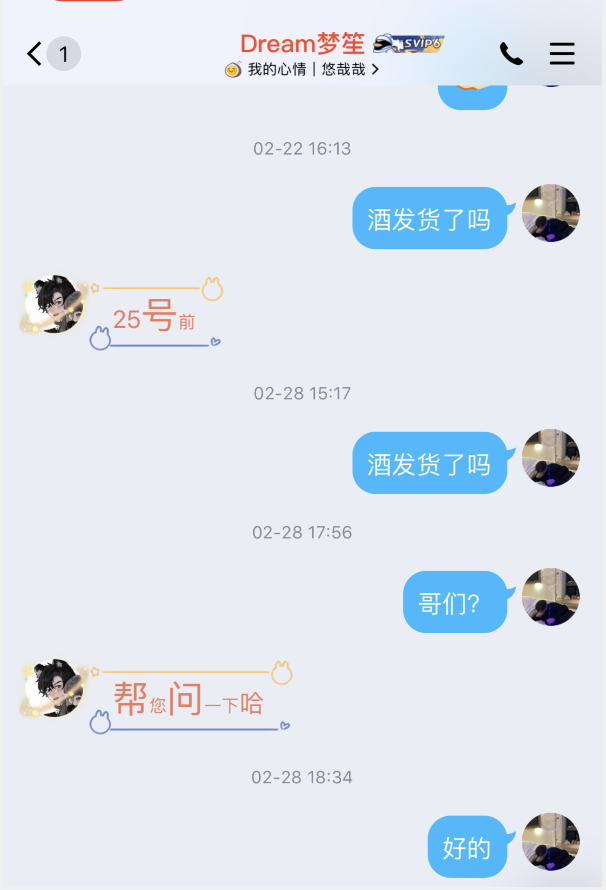 1
Dream梦笙 SVIP6
我的心情｜悠哉哉
02-22 16:13
酒发货了吗
25号前
02-28 15:17
酒发货了吗
02-28 17:56
哥们?
帮您问一下哈
02-28 18:34
好的